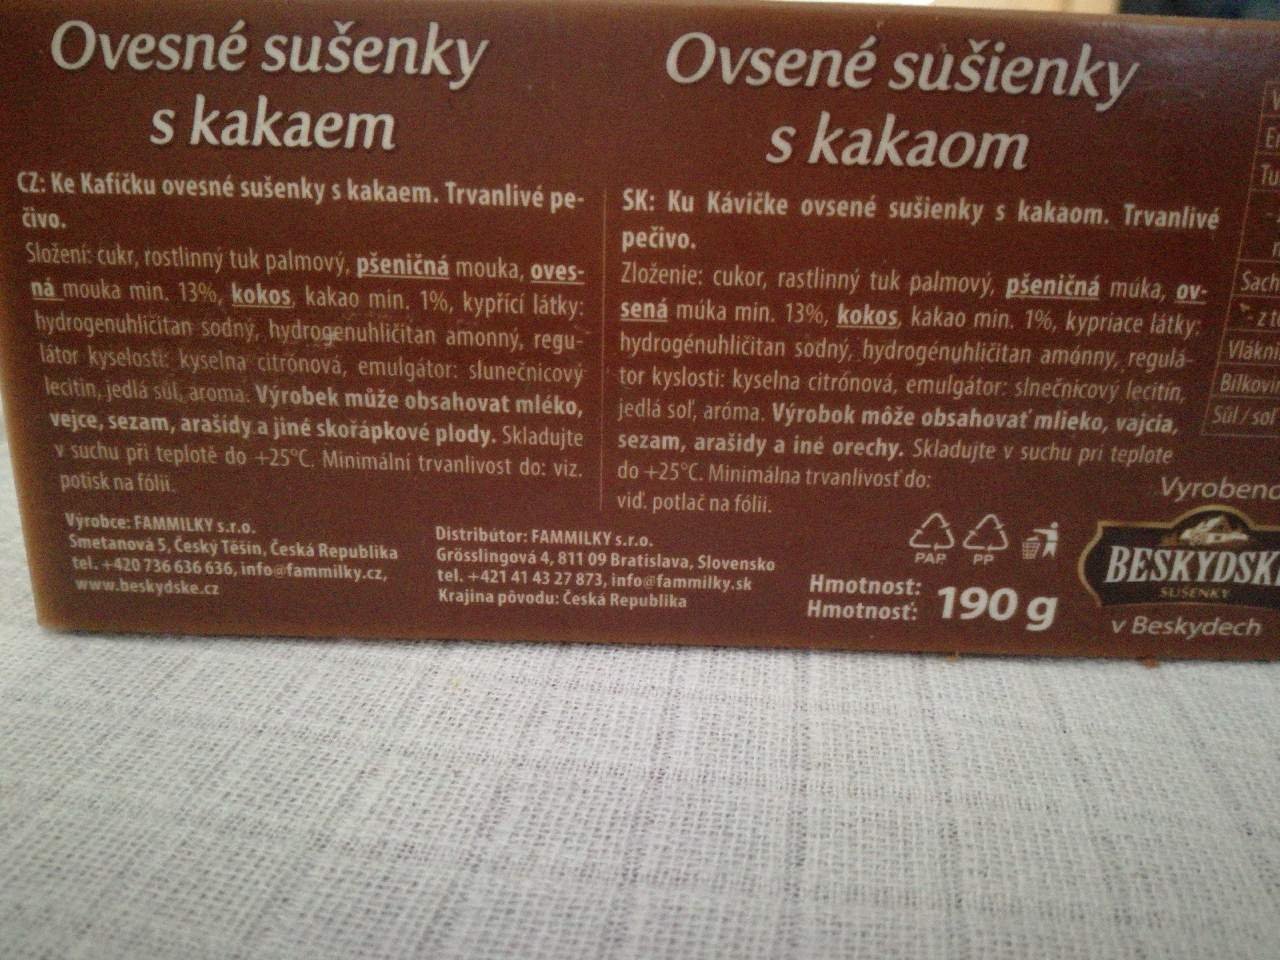 Ovesné sušenky
s kakaem
CZ: Ke Kafíčku ovesné sušenky s kakaem. Trvanlivé pe-
čivo.
Složení: cukr, rostlinný tuk palmový, pšeničná mouka, oves-
ná mouka min. 13%, kokos, kakao min. 1%, kypřící látky:
hydrogenuhličitan sodný, hydrogenuhličitan amonný, regu-
látor kyselosti: kyselina citrónová, emulgátor: slunečnicový
lecitin, jedlá sůl, aroma. Výrobek může obsahovat mléko,
vejce, sezam, arašídy a jiné skořápkové plody. Skladujte
v suchu při teplotě do +25°C. Minimální trvanlivost do: viz.
potisk na fólii.
Ovsené sušienky
s kakaom
SK: Ku Kávičke ovsené sušienky s kakaom. Trvanlivé
pečivo.
Zloženie: cukor, rastlinný tuk palmový, pšeničná múka, ov-
sená múka min. 13%, kokos, kakao min. 1%, kypriace látky:
hydrogénuhličitan sodný, hydrogénuhličitan amónny, regulá-
tor kyslosti: kyselna citrónová, emulgátor: slnečnicový lecitín,
jedlá soľ, aróma. Výrobok môže obsahovať mlieko, vajcia,
sezam, arašidy a iné orechy. Skladujte v suchu pri teplote
do +25°C. Minimálna trvanlivosť do:
viď. potlač na fólii.
Sach
Vlákni
Bílkovin
Sůl / soľ
Výrobce: FAMMILKY s.r.o.
Smetanová 5, Český Těšín, Česká Republika
tel. +420 736 636 636, info@fammilky.cz,
www.beskydske.cz
Distribútor: FAMMILKY s.r.o.
Grösslingová 4, 811 09 Bratislava, Slovensko
tel. +421 41 43 27 873, info@fammilky.sk
Krajina pôvodu: Česká Republika
PAP PP
Hmotnost:
Hmotnosť: 190 g
Vyrobeno
BESKYDSKÉ
SUŠENKY
v Beskydech